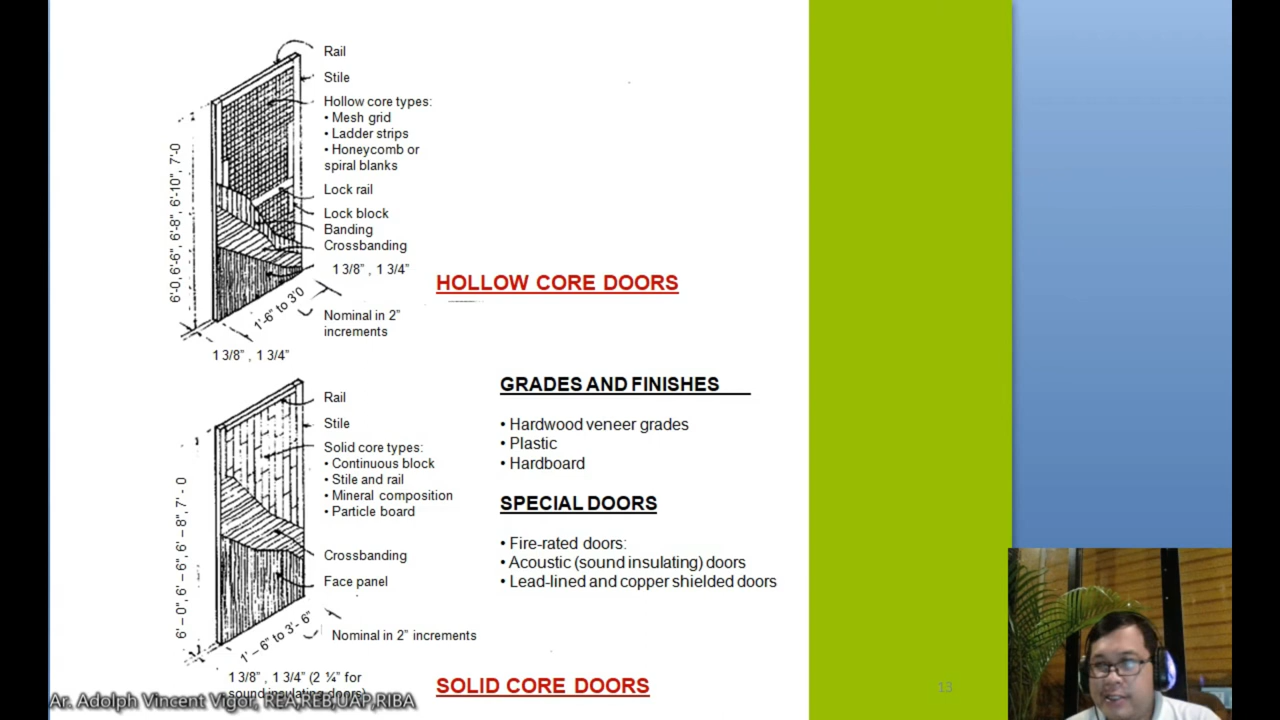 Rail
Stile
Hollow core types:
• Mesh grid
• Ladder strips
• Honeycomb or
spiral blanks
Lock rail
Lock block
Banding
Crossbanding
1 3/8" , 1 3/4"
6'-0, 6'-6", 6'-8", 6'-10", 7'-0
1'-6" to 3'0
Nominal in 2"
increments
1 3/8" , 1 3/4"
HOLLOW CORE DOORS
Rail
Stile
Solid core types:
• Continuous block
• Stile and rail
• Mineral composition
• Particle board
Crossbanding
Face panel
6' – 0", 6' – 6", 6' – 8", 7' - 0
1' – 6" to 3' - 6"
Nominal in 2" increments
1 3/8" , 1 3/4" (2 ¼" for
sound insulating doors)
SOLID CORE DOORS
GRADES AND FINISHES
• Hardwood veneer grades
• Plastic
• Hardboard
SPECIAL DOORS
• Fire-rated doors:
• Acoustic (sound insulating) doors
• Lead-lined and copper shielded doors
13
Ar. Adolph Vincent Vigor, REA,REB,UAP,RIBA